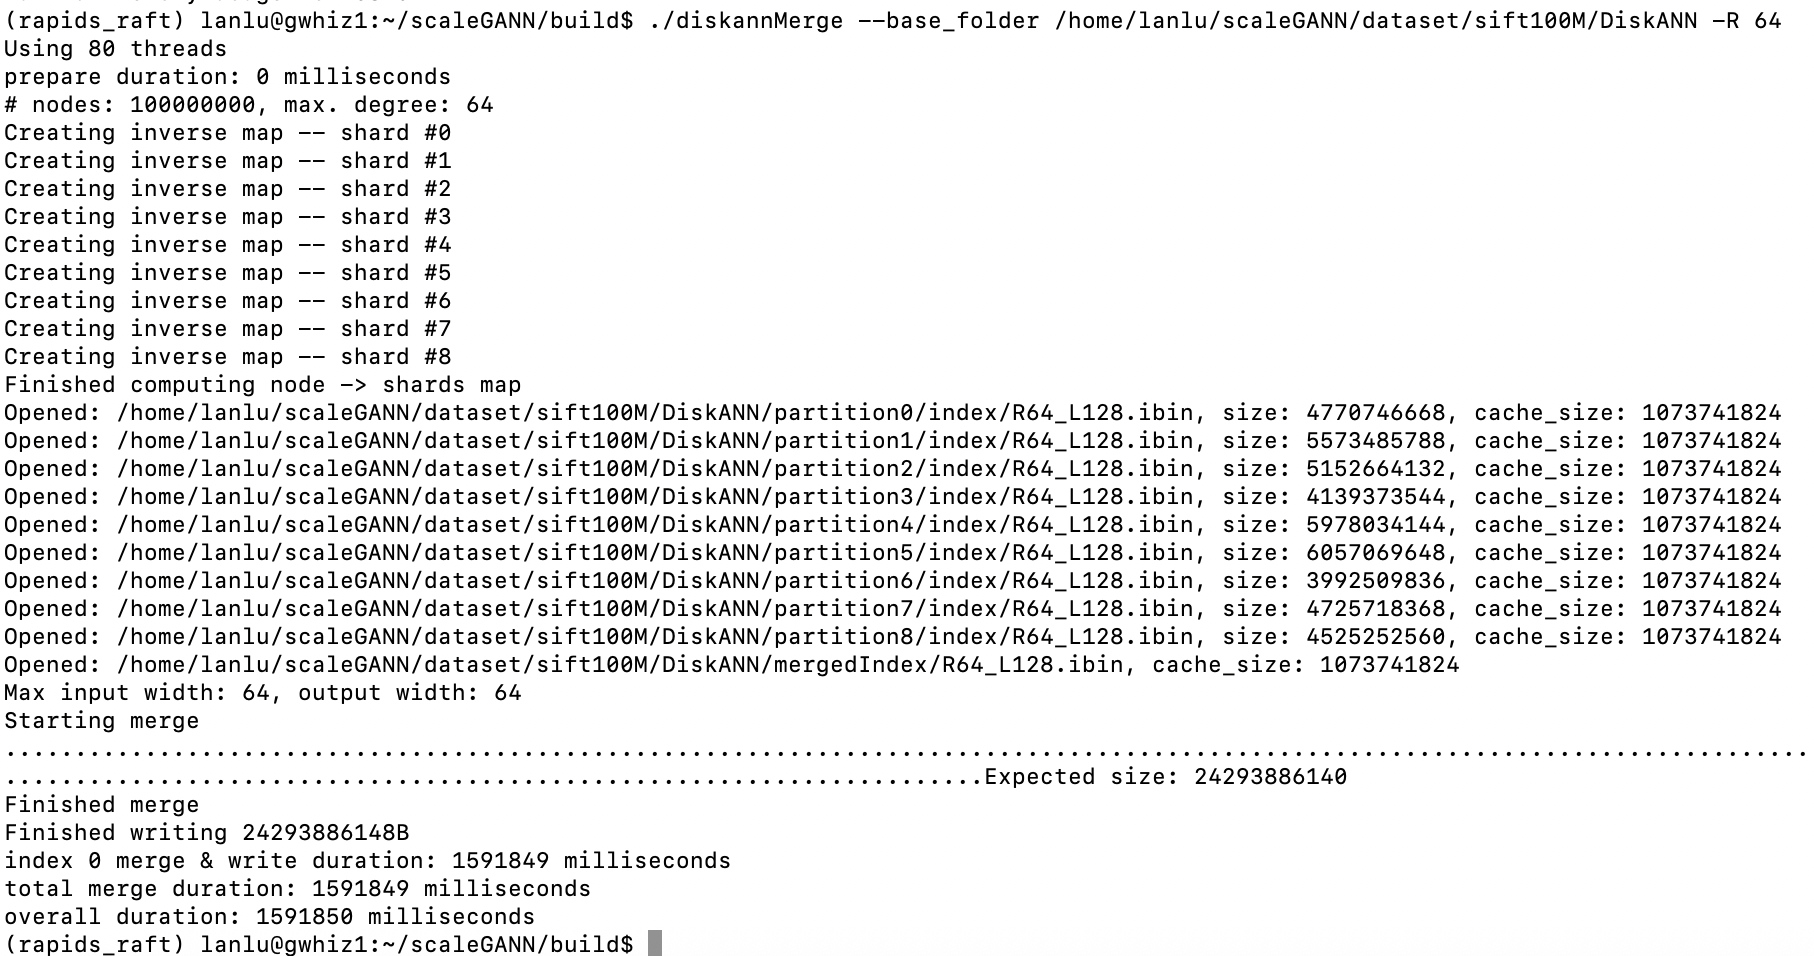 (rapids_raft) lanlu@gwhiz1:~/scaleGANN/build$ ./diskannMerge --base_folder /home/lanlu/scaleGANN/dataset/sift100M/DiskANN -R 64
Using 80 threads
prepare duration: 0 milliseconds
# nodes: 100000000, max. degree: 64
Creating inverse map -- shard #0
Creating inverse map -- shard #1
Creating inverse map -- shard #2
Creating inverse map -- shard #3
Creating inverse map -- shard #4
Creating inverse map -- shard #5
Creating inverse map -- shard #6
Creating inverse map -- shard #7
Creating inverse map -- shard #8
Finished computing node -> shards map
Opened: /home/lanlu/scaleGANN/dataset/sift100M/DiskANN/partition0/index/R64_L128.ibin, size: 4770746668, cache_size: 1073741824
Opened: /home/lanlu/scaleGANN/dataset/sift100M/DiskANN/partition1/index/R64_L128.ibin, size: 5573485788, cache_size: 1073741824
Opened: /home/lanlu/scaleGANN/dataset/sift100M/DiskANN/partition2/index/R64_L128.ibin, size: 5152664132, cache_size: 1073741824
Opened: /home/lanlu/scaleGANN/dataset/sift100M/DiskANN/partition3/index/R64_L128.ibin, size: 4139373544, cache_size: 1073741824
Opened: /home/lanlu/scaleGANN/dataset/sift100M/DiskANN/partition4/index/R64_L128.ibin, size: 5978034144, cache_size: 1073741824
Opened: /home/lanlu/scaleGANN/dataset/sift100M/DiskANN/partition5/index/R64_L128.ibin, size: 6057069648, cache_size: 1073741824
Opened: /home/lanlu/scaleGANN/dataset/sift100M/DiskANN/partition6/index/R64_L128.ibin, size: 3992509836, cache_size: 1073741824
Opened: /home/lanlu/scaleGANN/dataset/sift100M/DiskANN/partition7/index/R64_L128.ibin, size: 4725718368, cache_size: 1073741824
Opened: /home/lanlu/scaleGANN/dataset/sift100M/DiskANN/partition8/index/R64_L128.ibin, size: 4525252560, cache_size: 1073741824
Opened: /home/lanlu/scaleGANN/dataset/sift100M/DiskANN/mergedIndex/R64_L128.ibin, cache_size: 1073741824
Max input width: 64, output width: 64
Starting merge
.................................................................................................................................
......................................................................Expected size: 24293886140
Finished merge
Finished writing 24293886148B
index 0 merge & write duration: 1591849 milliseconds
total merge duration: 1591849 milliseconds
overall duration: 1591850 milliseconds
(rapids_raft) lanlu@gwhiz1:~/scaleGANN/build$